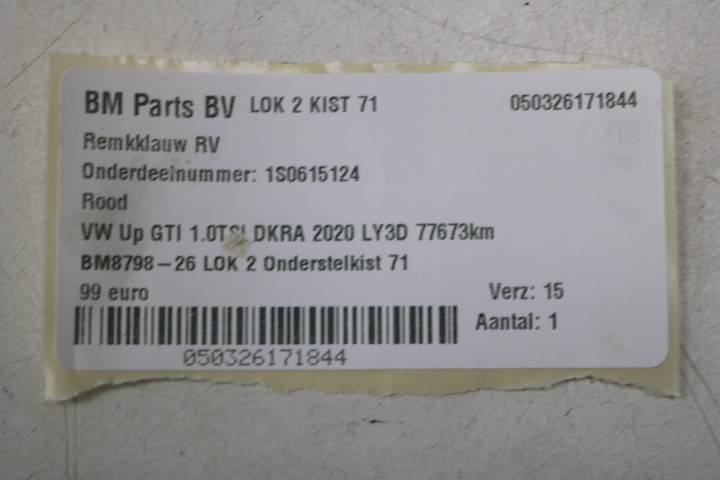 BM Parts BV LOK 2 KIST 71 050326171844
Remkklauw RV
Onderdeelnummer: 1S0615124
Rood
VW Up GTI 1.0TSI DKRA 2020 LY3D 77673km
BM8798-26 LOK 2 Onderstelkist 71
99 euro Verz: 15
Aantal: 1
050326171844